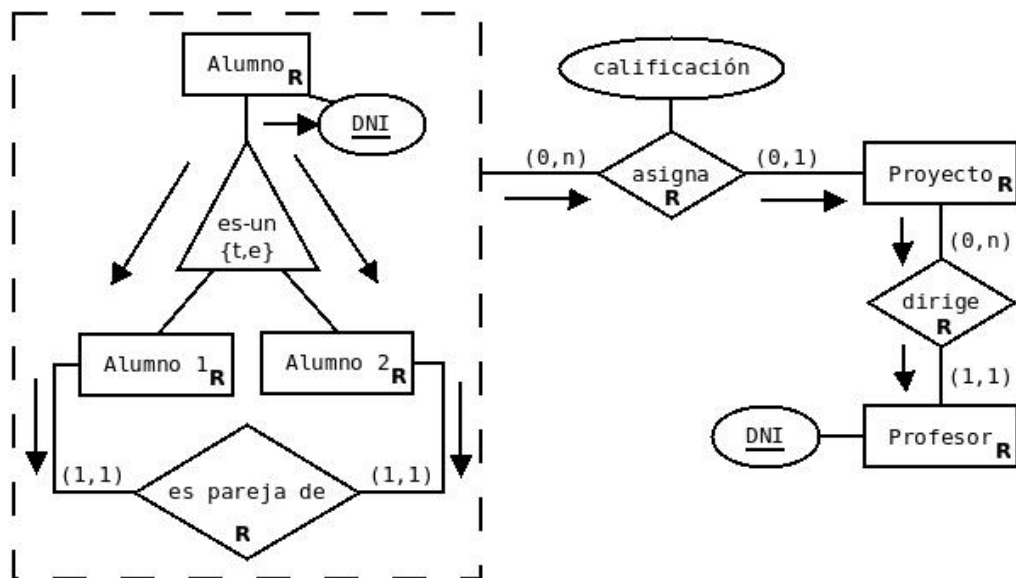 Alumno R
DNI
es-un
{t,e}
Alumno 1 R
Alumno 2 R
(1,1)
(1,1)
es pareja de
R
calificación
(0,n)
asigna
R
(0,1)
Proyecto R
(0,n)
dirige
R
(1,1)
DNI
Profesor R